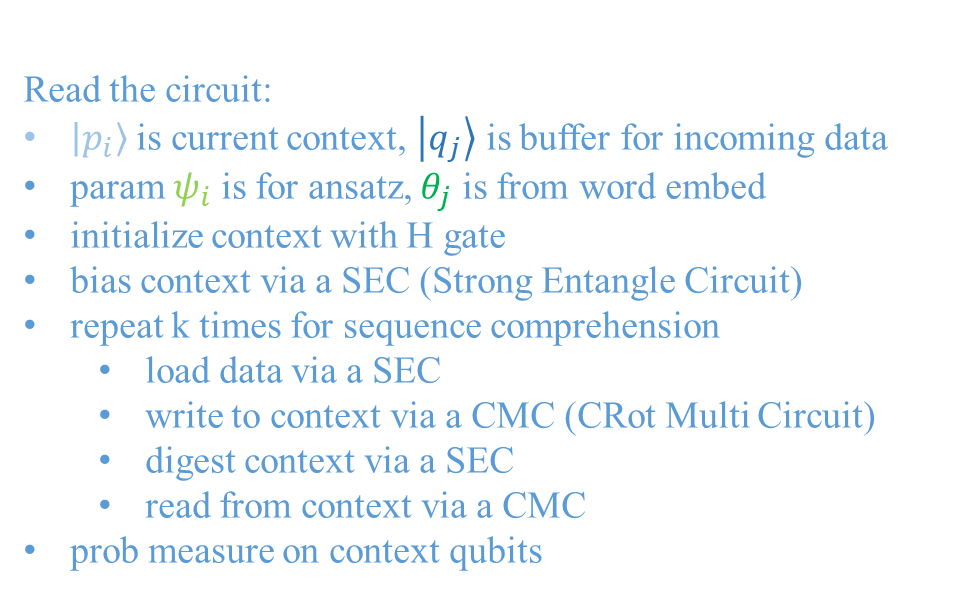 Read the circuit:
• |pᵢ⟩ is current context, |qⱼ⟩ is buffer for incoming data
• param ψᵢ is for ansatz, θⱼ is from word embed
• initialize context with H gate
• bias context via a SEC (Strong Entangle Circuit)
• repeat k times for sequence comprehension
• load data via a SEC
• write to context via a CMC (CRot Multi Circuit)
• digest context via a SEC
• read from context via a CMC
• prob measure on context qubits